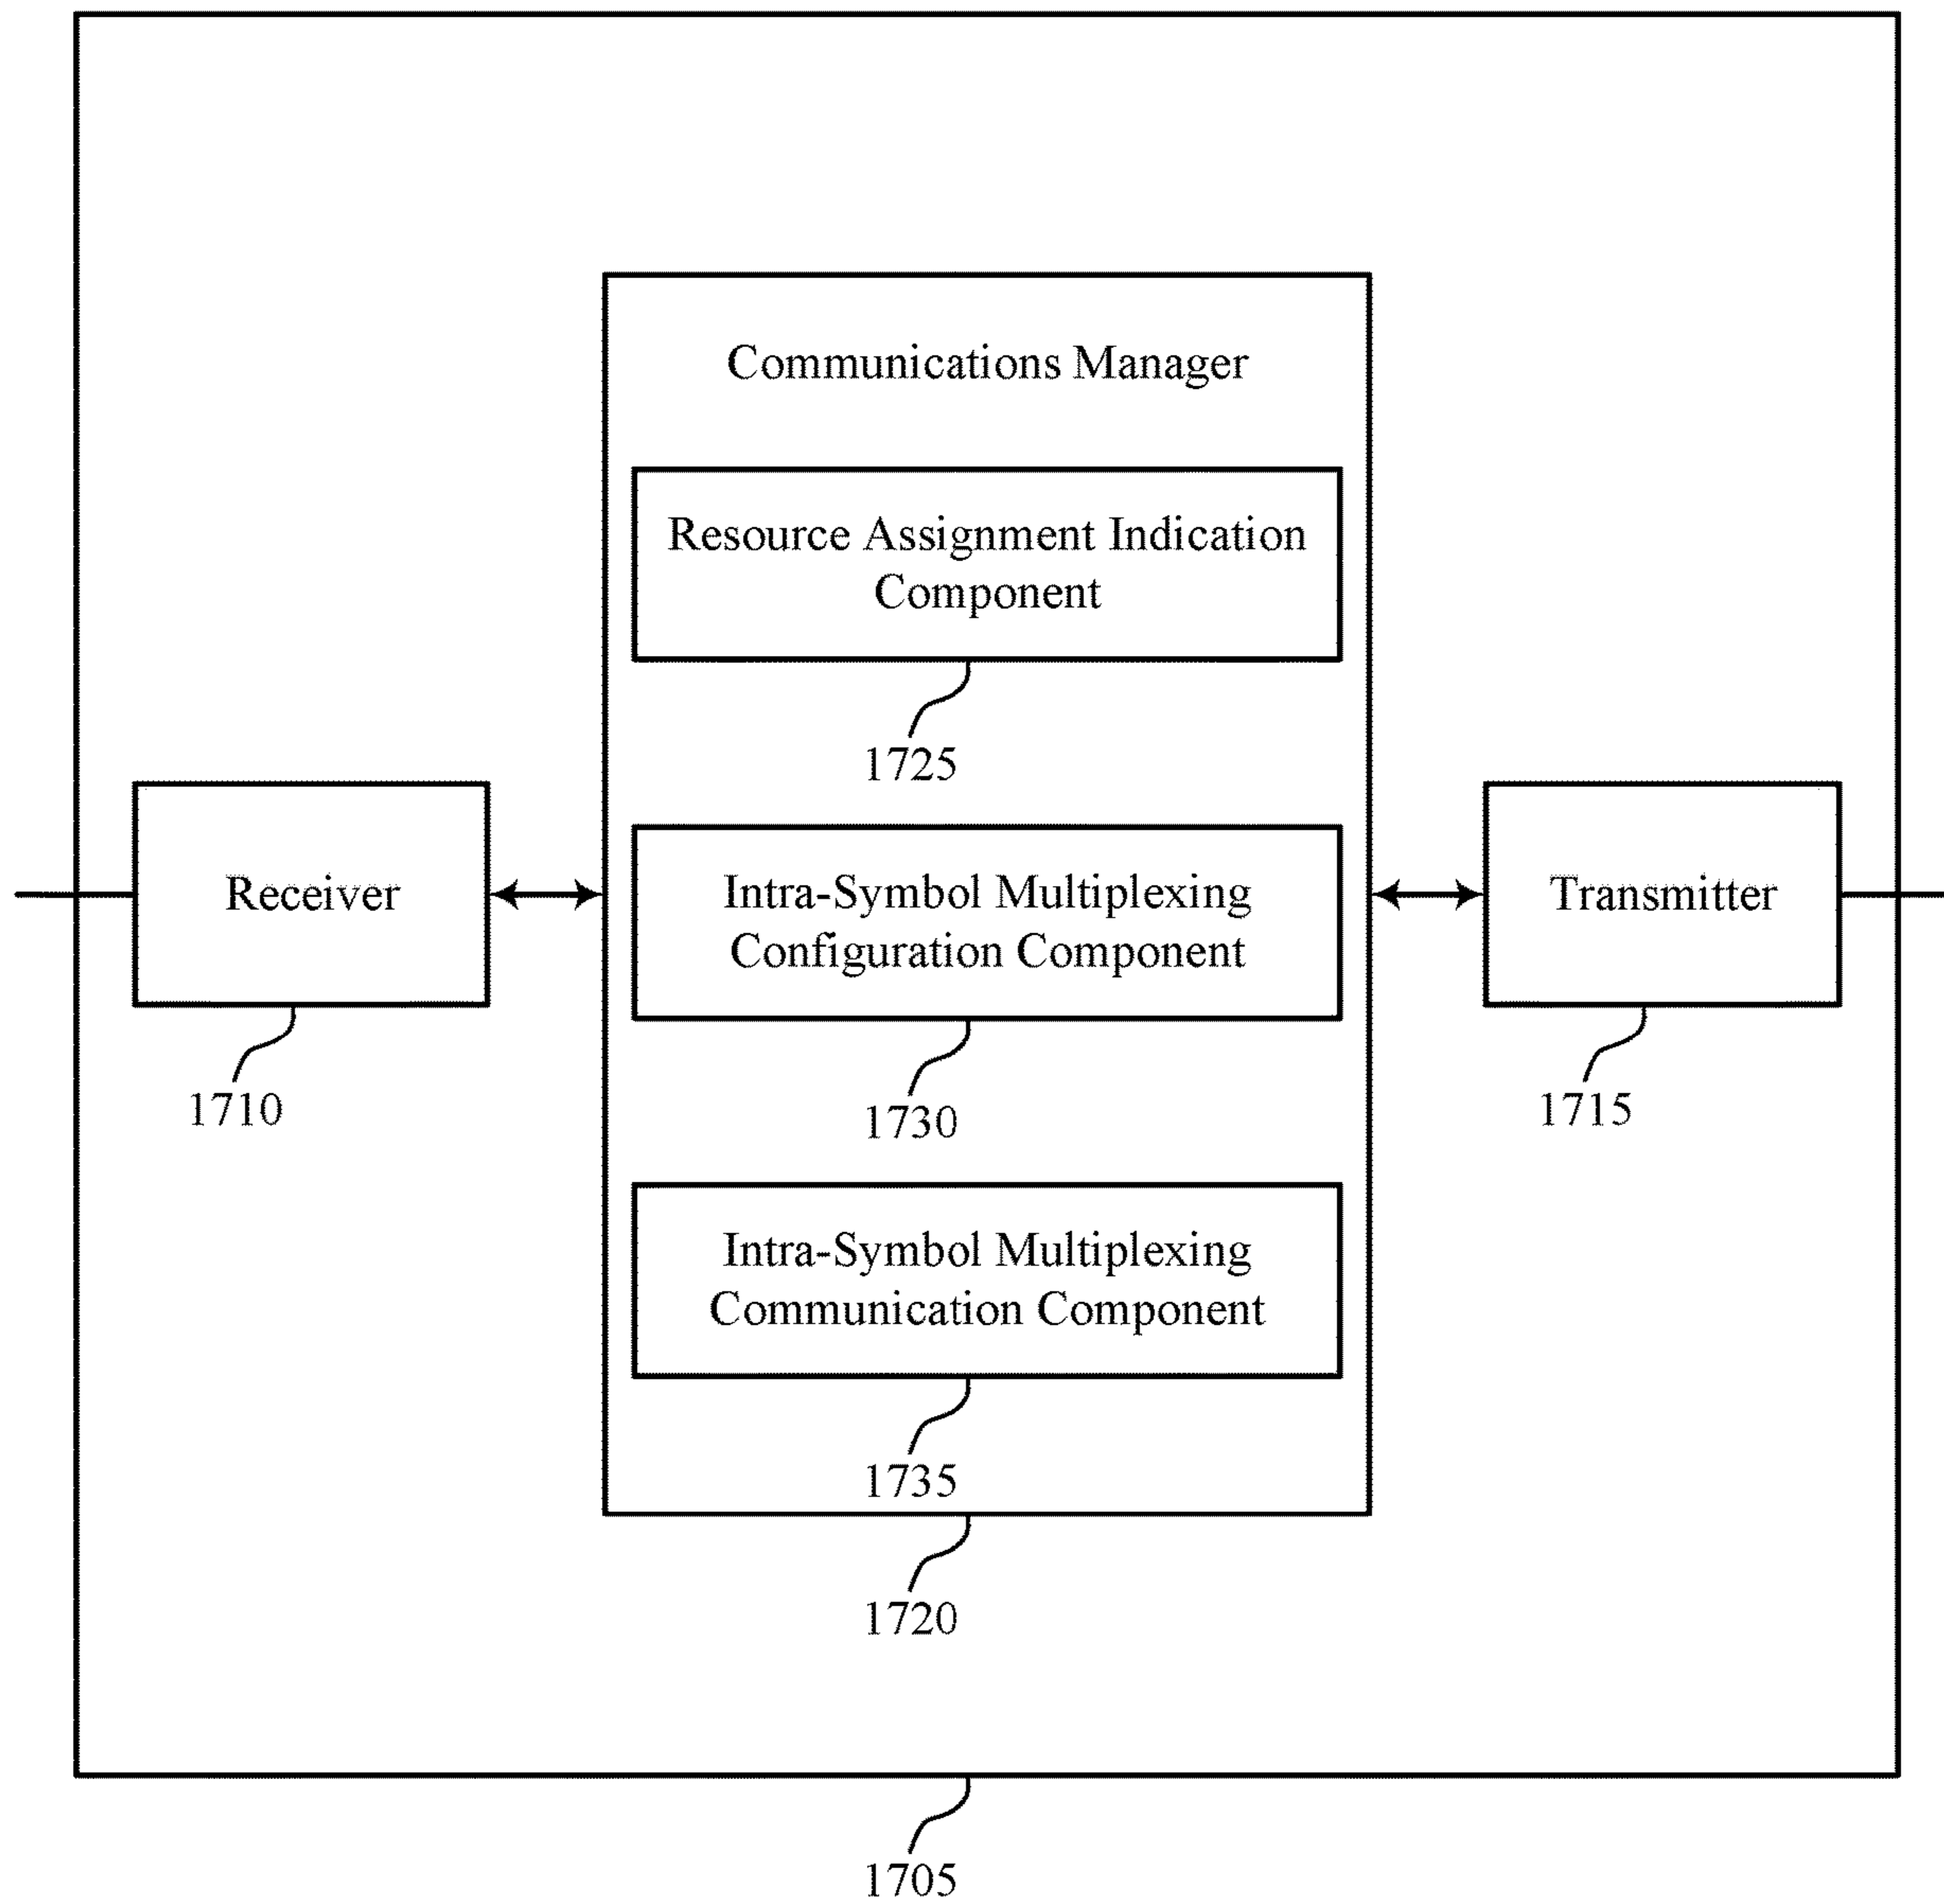 Communications Manager
Resource Assignment Indication
Component
1725
Receiver
1710
Intra-Symbol Multiplexing
Configuration Component
1730
Transmitter
1715
Intra-Symbol Multiplexing
Communication Component
1735
1720
1705